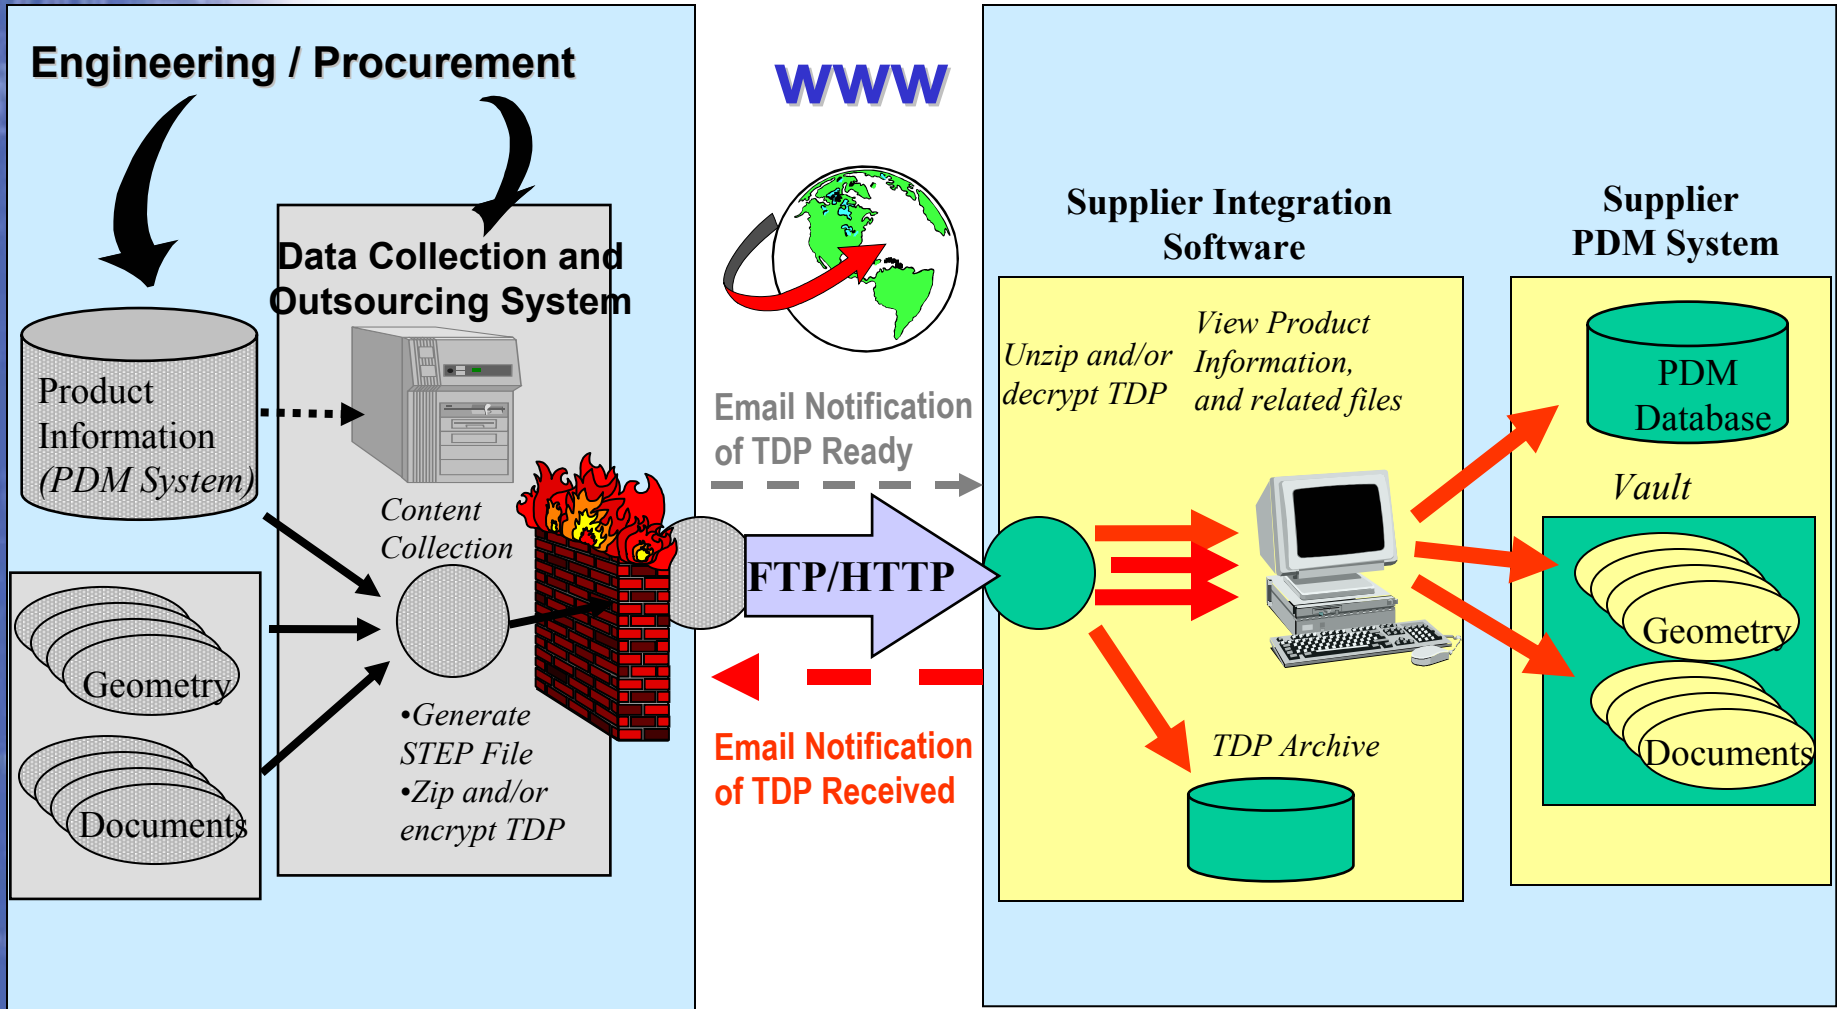 Engineering / Procurement
Data Collection and
Outsourcing System
Product
Information
(PDM System)
Content
Collection
Geometry
Documents
•Generate
STEP File
•Zip and/or
encrypt TDP
www
Email Notification
of TDP Ready
FTP/HTTP
Email Notification
of TDP Received
Supplier Integration
Software
Unzip and/or
decrypt TDP
View Product
Information,
and related files
TDP Archive
Supplier
PDM System
PDM
Database
Vault
Geometry
Documents